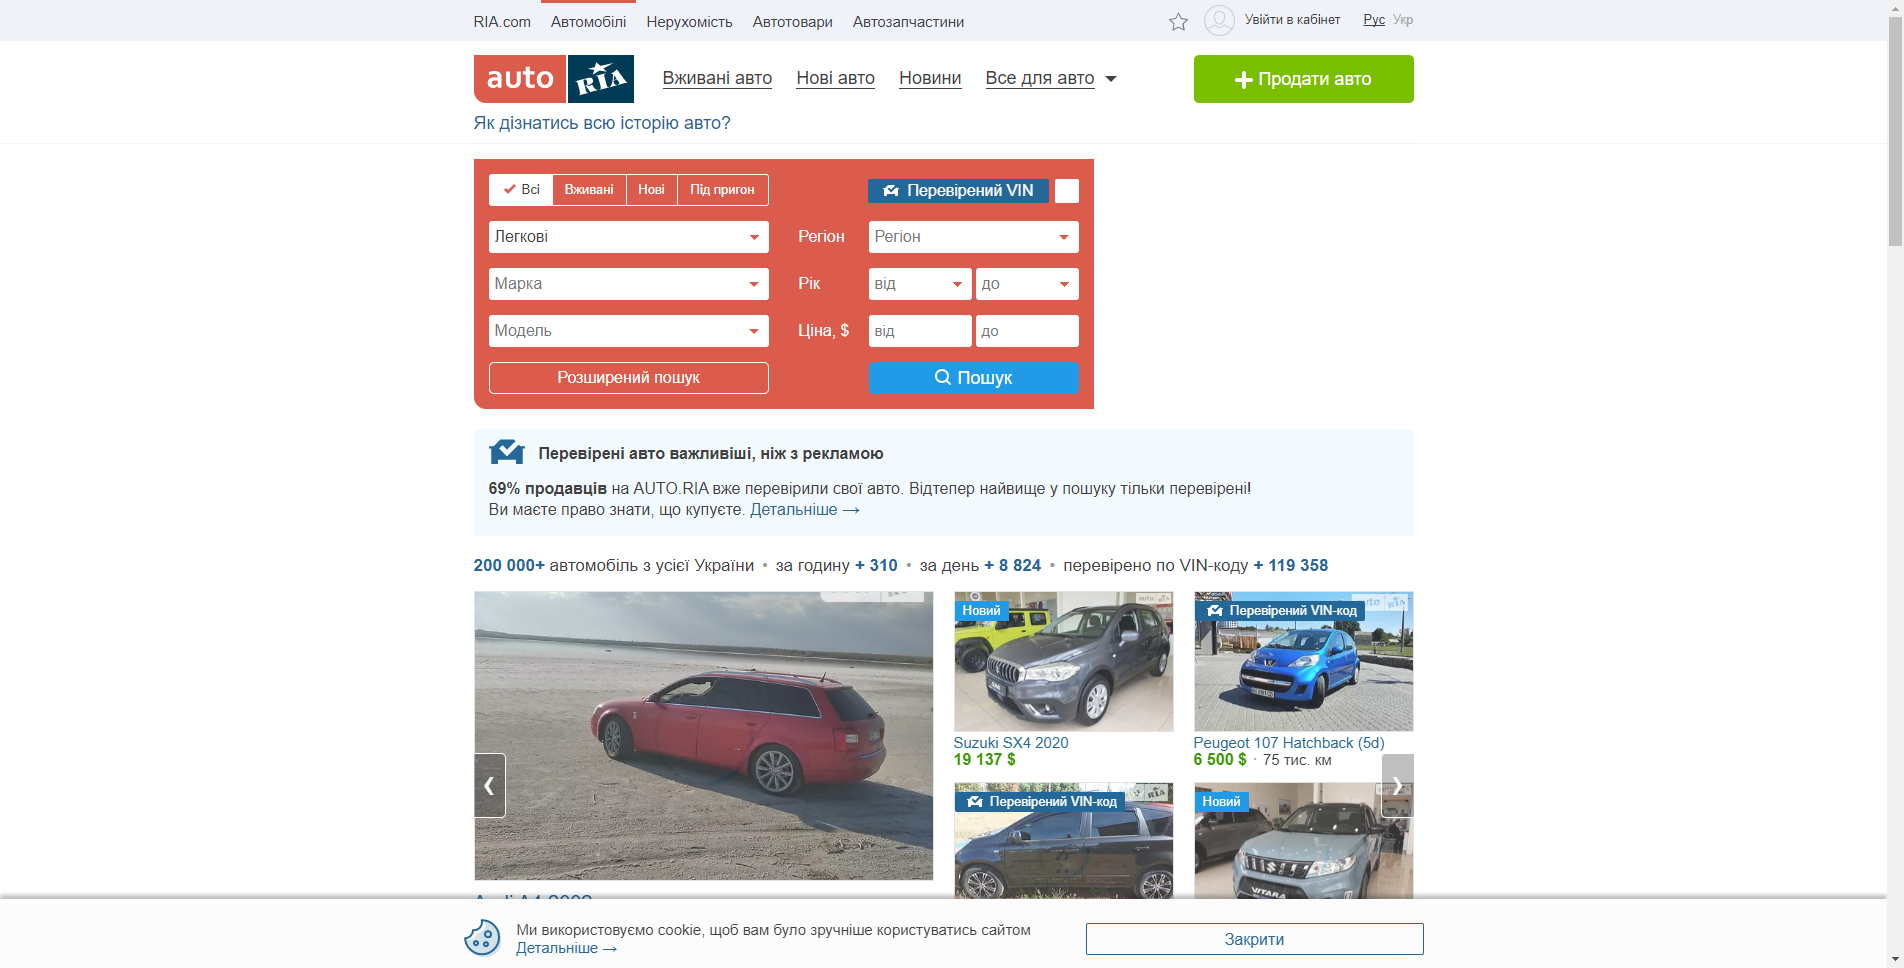 RIA.com Автомобілі Нерухомість Автотовари Автозапчастини Увійти в кабінет Рус Укр
auto RIA Вживані авто Нові авто Новини Все для авто Продати авто
Як дізнатись всю історію авто?
Всі Вживані Нові Під пригон Перевірений VIN
Легкові Регіон Регіон
Марка Рік від до
Модель Ціна, $ від до
Розширений пошук Пошук
Перевірені авто важливіші, ніж з рекламою
69% продавців на AUTO.RIA вже перевірили свої авто. Відтепер найвище у пошуку тільки перевірені!
Ви маєте право знати, що купуєте. Детальніше →
200 000+ автомобіль з усієї України • за годину + 310 • за день + 8 824 • перевірено по VIN-коду + 119 358
Новий
Перевірений VIN-код
Suzuki SX4 2020
19 137 $
Peugeot 107 Hatchback (5d)
6 500 $ • 75 тис. км
Перевірений VIN-код
Новий
VITARA
Ми використовуємо cookie, щоб вам було зручніше користуватись сайтом
Детальніше →
Закрити